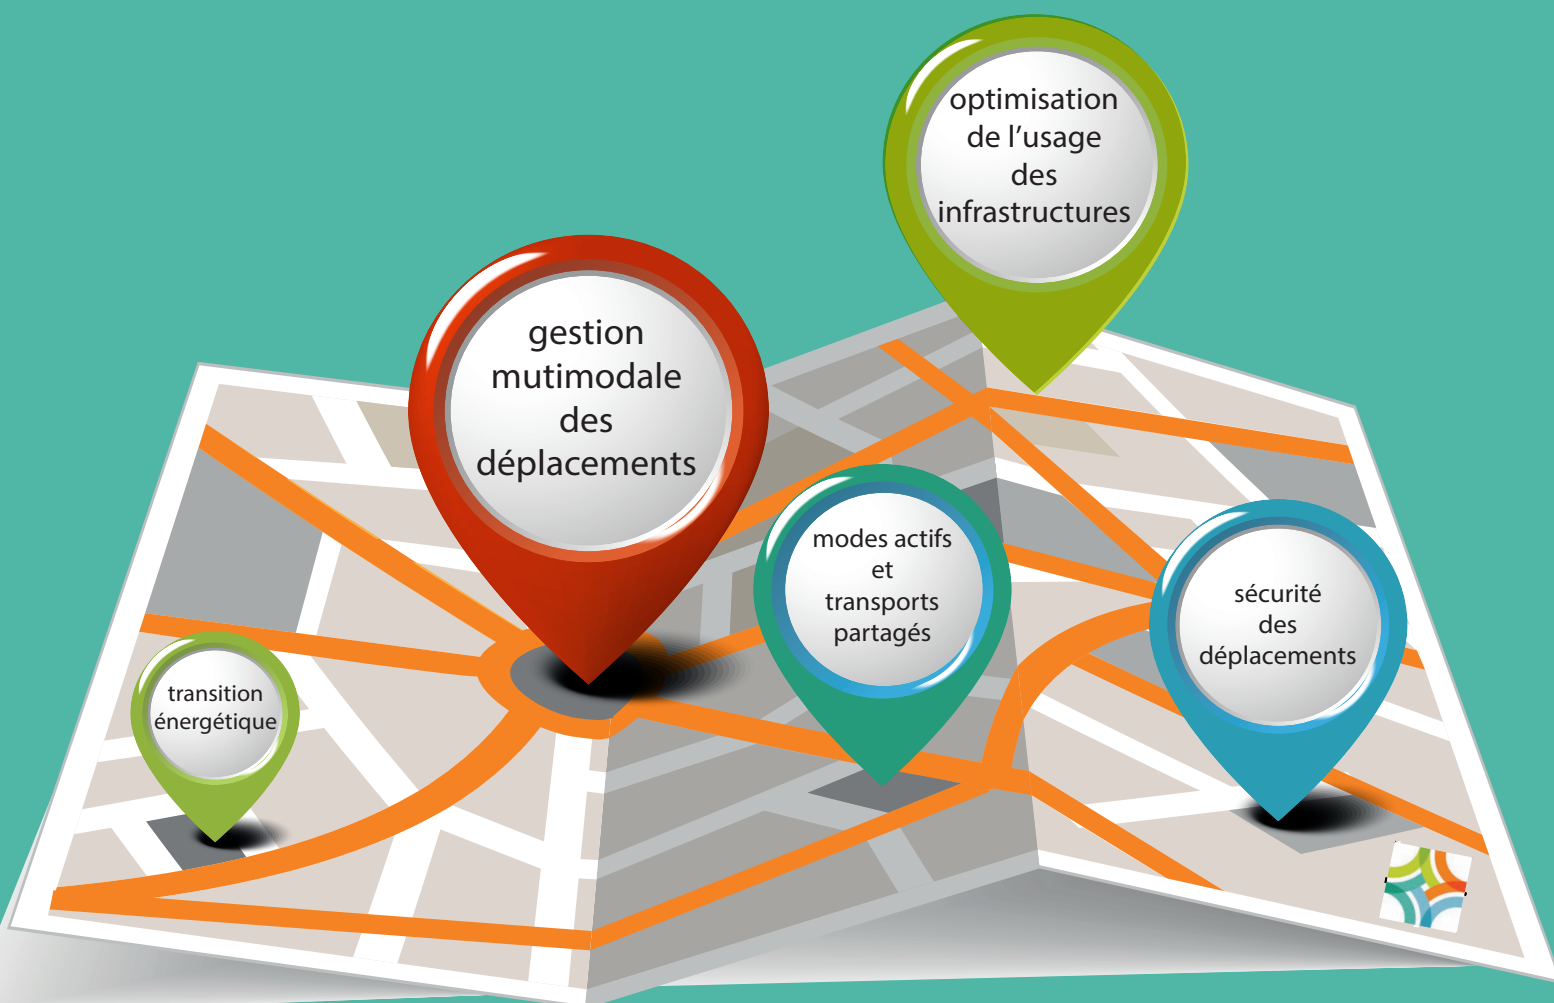 optimisation
de l’usage
des
infrastructures
gestion
mutimodale
des
déplacements
modes actifs
et
transports
partagés
sécurité
des
déplacements
transition
énergétique